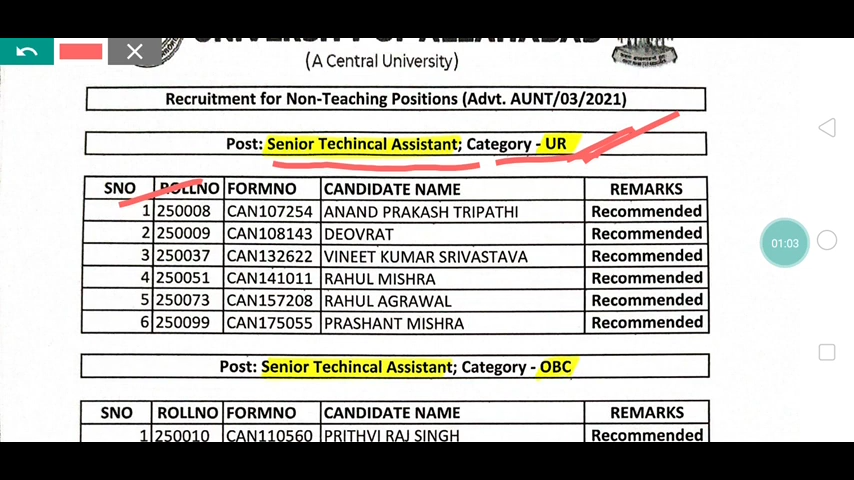 UNIVERSITY OF ALLAHABAD
(A Central University)
Recruitment for Non-Teaching Positions (Advt. AUNT/03/2021)
Post: Senior Techincal Assistant; Category - UR
SNO ROLLNO FORMNO CANDIDATE NAME REMARKS
1 250008 CAN107254 ANAND PRAKASH TRIPATHI Recommended
2 250009 CAN108143 DEOVRAT Recommended
3 250037 CAN132622 VINEET KUMAR SRIVASTAVA Recommended
4 250051 CAN141011 RAHUL MISHRA Recommended
5 250073 CAN157208 RAHUL AGRAWAL Recommended
6 250099 CAN175055 PRASHANT MISHRA Recommended
01:03
Post: Senior Techincal Assistant; Category - OBC
SNO ROLLNO FORMNO CANDIDATE NAME REMARKS
1 250010 CAN110560 PRITHVI RAJ SINGH Recommended